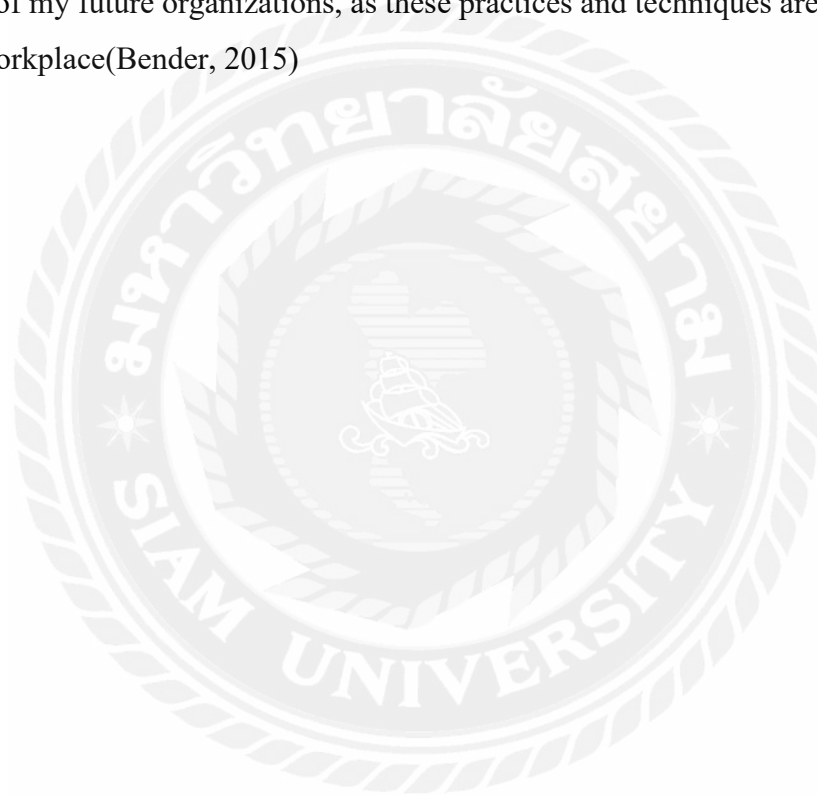 of my future organizations, as these practices and techniques are
orkplace(Bender, 2015)
มหาวิทยาลัยสยาม
SIAM UNIVERSITY